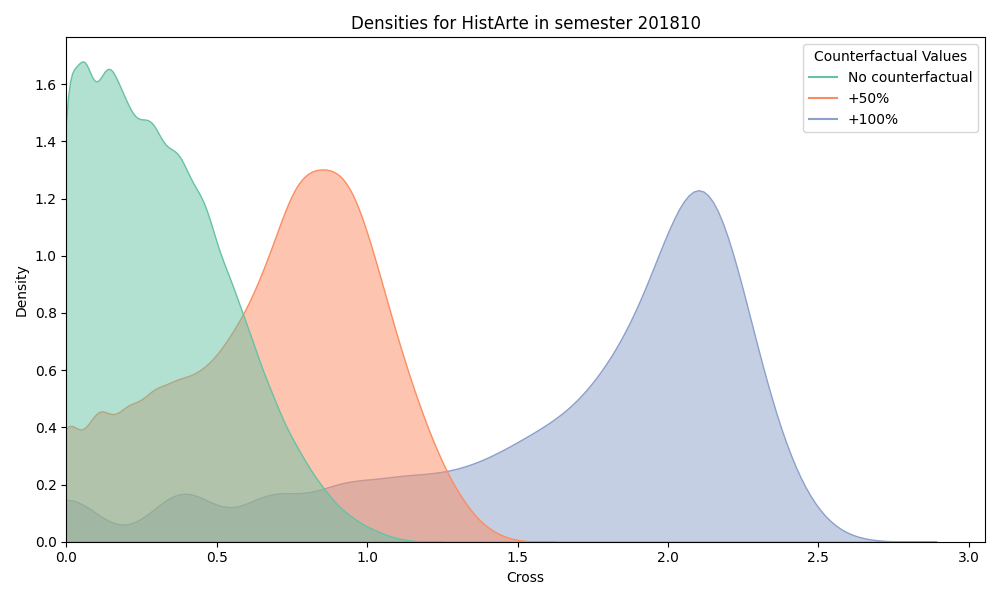 Densities for HistArte in semester 201810
Counterfactual Values
No counterfactual
+50%
+100%
Density
1.6
1.4
1.2
1.0
0.8
0.6
0.4
0.2
0.0
0.0 0.5 1.0 1.5 2.0 2.5 3.0
Cross